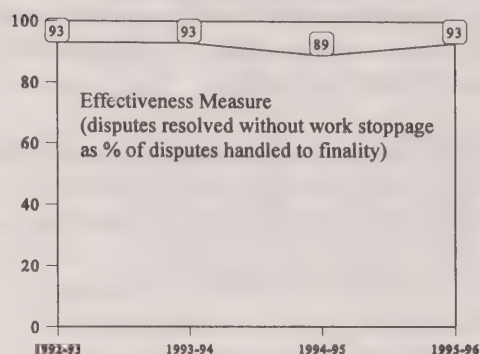 100
93
93
89
93
80
Effectiveness Measure
(disputes resolved without work stoppage
as % of disputes handled to finality)
60
40
20
0
1992-93 1993-94 1994-95 1995-96